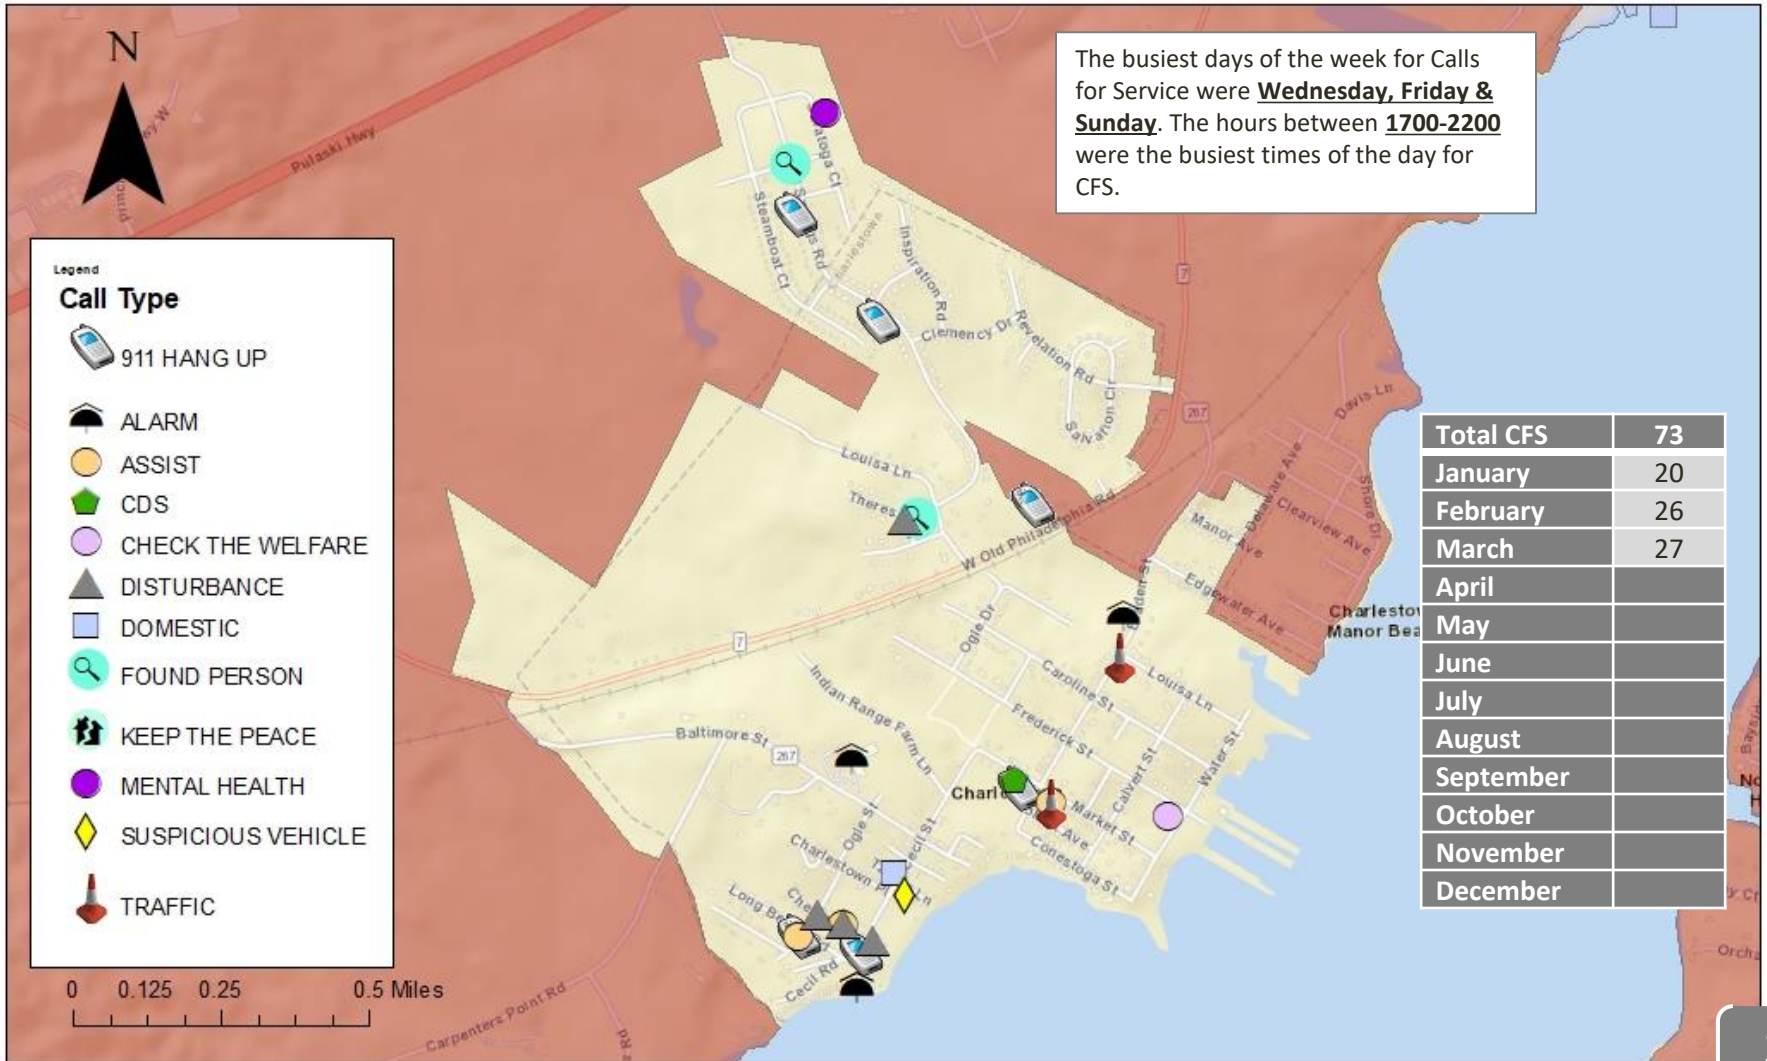 N
The busiest days of the week for Calls
for Service were Wednesday, Friday &
Sunday. The hours between 1700-2200
were the busiest times of the day for
CFS.
Legend
Call Type
911 HANG UP
ALARM
ASSIST
CDS
CHECK THE WELFARE
DISTURBANCE
DOMESTIC
FOUND PERSON
KEEP THE PEACE
MENTAL HEALTH
SUSPICIOUS VEHICLE
TRAFFIC
0 0.125 0.25 0.5 Miles
Total CFS 73
January 20
February 26
March 27
April
May
June
July
August
September
October
November
December
Pulaski Hwy
Steamboat Ct
Inspiration Rd
Clemency Dr
Revelation Rd
Salvation Cir
7
267
Davis Ln
Louisa Ln
W Old Philadelphia Rd
Manor Ave
Delaware Ave
Clearview Ave
Shore Dr
Edgewater Ave
Manor Bea
7
Ogle Dr
Caroline St
Louisa Ln
Frederick St
Indian Range Farm Ln
Baltimore St
267
Calvert St
Water St
Market St
Conestoga St
Ogle St
Cecil St
Charlestown
Cecil Rd
Carpenters Point Rd